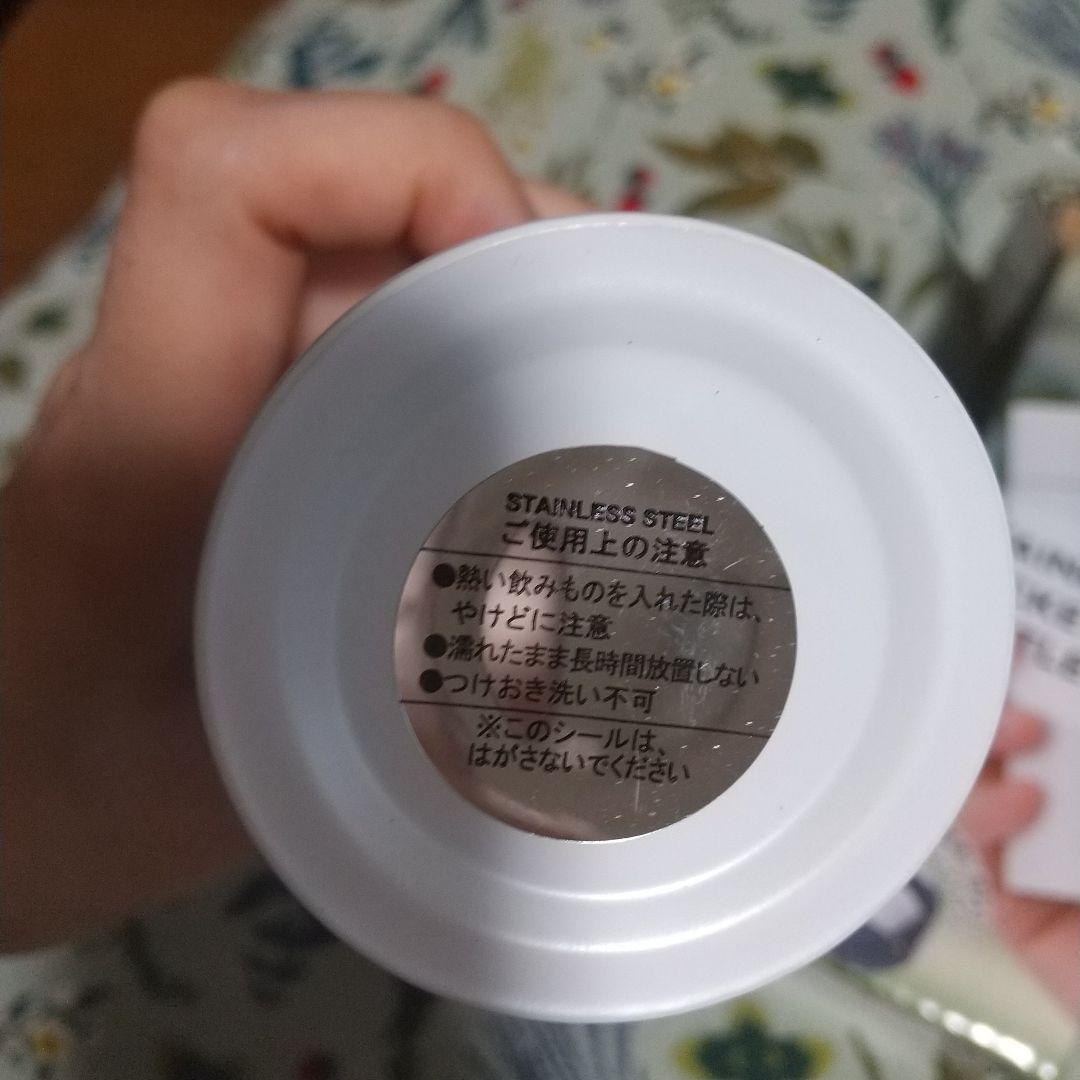 STAINLESS STEEL
ご使用上の注意
●熱い飲みものを入れた際は、
やけどに注意
●濡れたまま長時間放置しない
●つけおき洗い不可
※このシールは、
はがさないでください